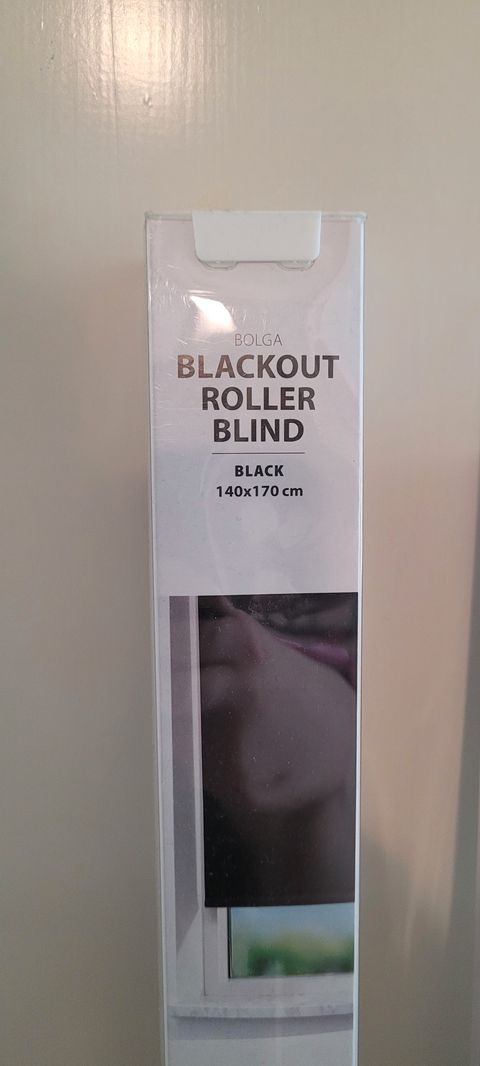 BOLGA
BLACKOUT
ROLLER
BLIND
BLACK
140x170 cm